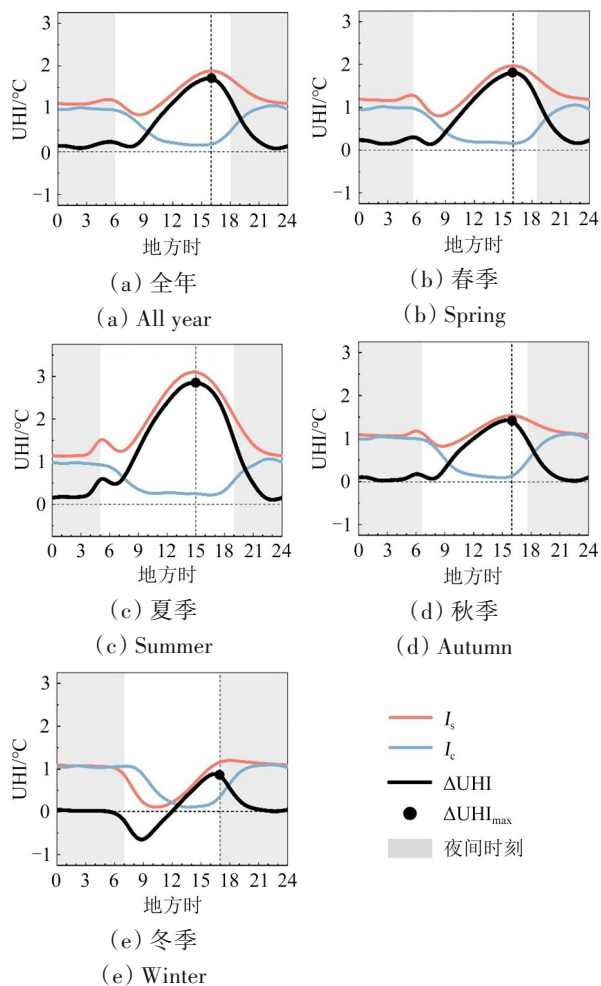 UHI/°C
3
2
1
0
−1
0 3 6 9 12 15 18 21 24
地方时
(a) 全年
(a) All year
UHI/°C
3
2
1
0
−1
0 3 6 9 12 15 18 21 24
地方时
(b) 春季
(b) Spring
UHI/°C
3
2
1
0
0 3 6 9 12 15 18 21 24
地方时
(c) 夏季
(c) Summer
UHI/°C
3
2
1
0
−1
0 3 6 9 12 15 18 21 24
地方时
(d) 秋季
(d) Autumn
UHI/°C
3
2
1
0
−1
0 3 6 9 12 15 18 21 24
地方时
(e) 冬季
(e) Winter
Is
Ic
ΔUHI
ΔUHImax
夜间时刻